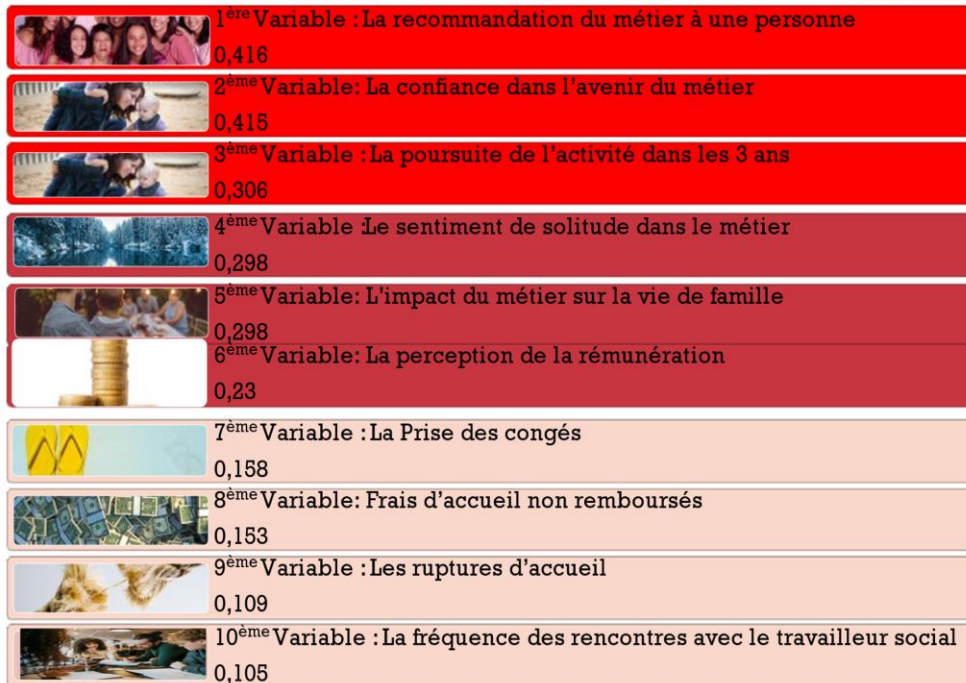 1ère Variable : La recommandation du métier à une personne
0,416
2ème Variable: La confiance dans l'avenir du métier
0,415
3ème Variable : La poursuite de l'activité dans les 3 ans
0,306
4ème Variable :Le sentiment de solitude dans le métier
0,298
5ème Variable: L'impact du métier sur la vie de famille
0,298
6ème Variable: La perception de la rémunération
0,23
7ème Variable : La Prise des congés
0,158
8ème Variable: Frais d'accueil non remboursés
0,153
9ème Variable : Les ruptures d'accueil
0,109
10ème Variable : La fréquence des rencontres avec le travailleur social
0,105